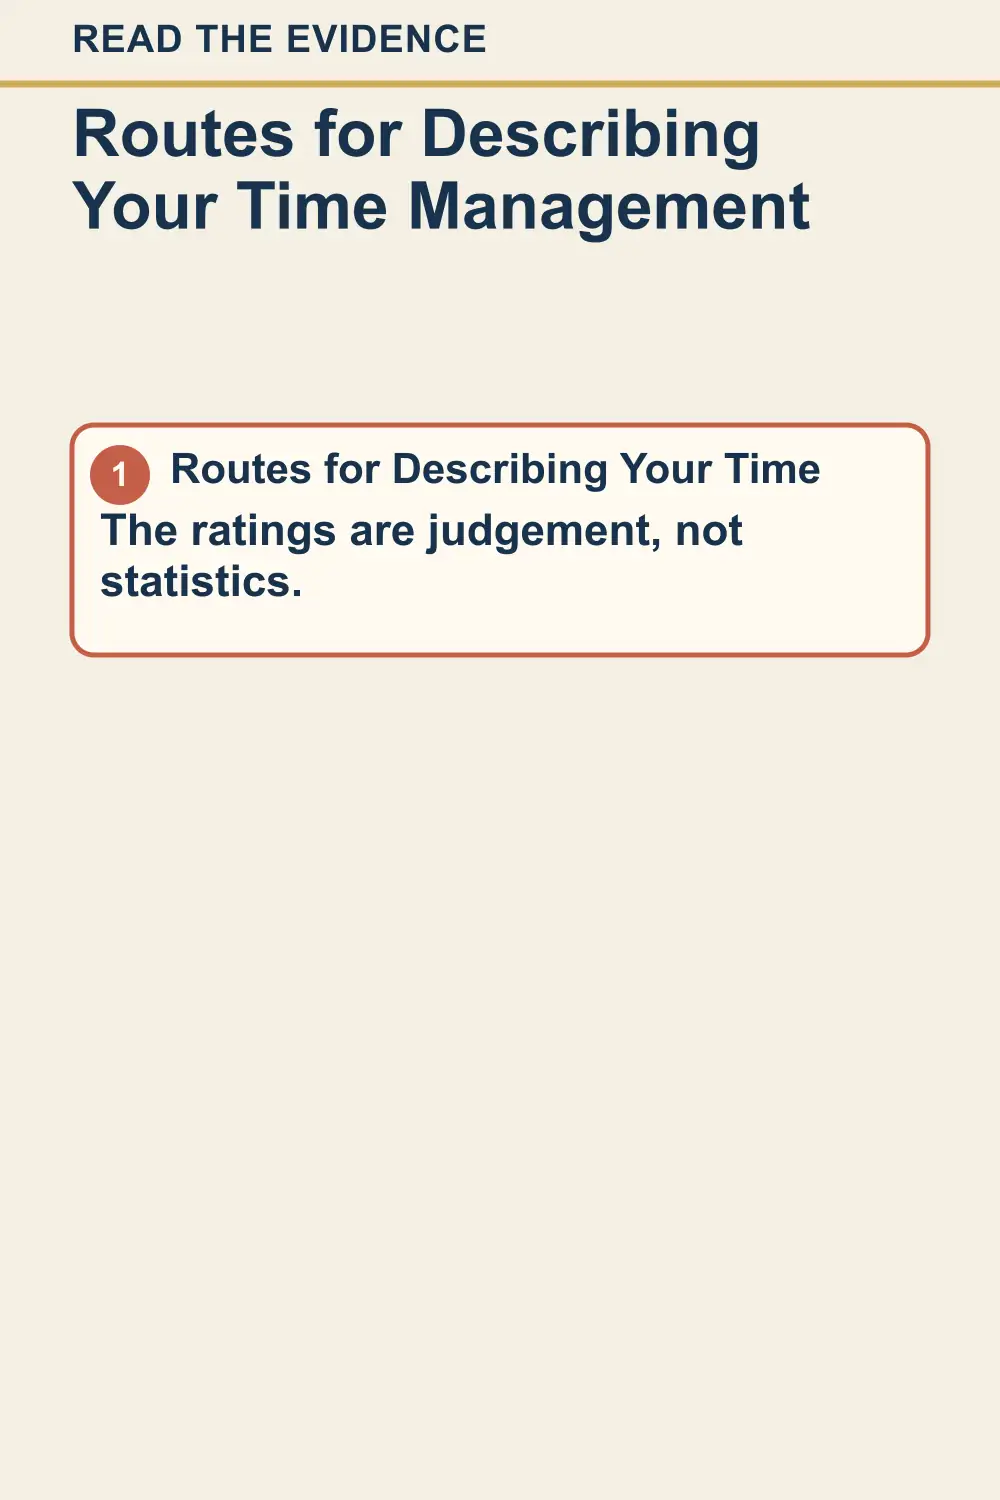 READ THE EVIDENCE
Routes for Describing
Your Time Management
1 Routes for Describing Your Time
The ratings are judgement, not
statistics.